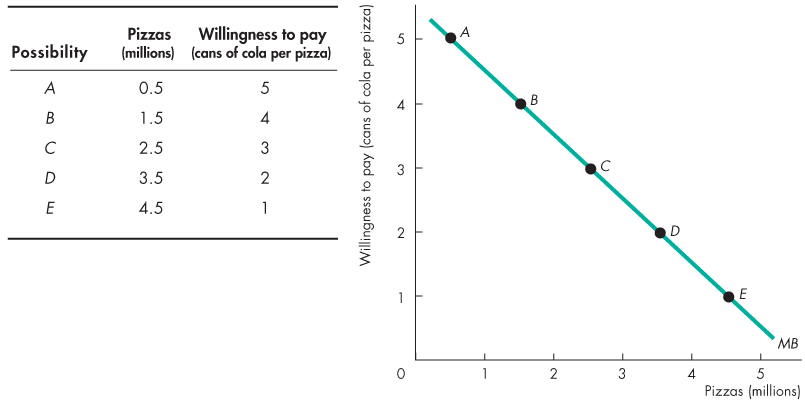 Possibility Pizzas (millions) Willingness to pay (cans of cola per pizza)
A 0.5 5
B 1.5 4
C 2.5 3
D 3.5 2
E 4.5 1
Willingness to pay (cans of cola per pizza)
5
4
3
2
1
A
B
C
D
E
MB
0 1 2 3 4 5
Pizzas (millions)